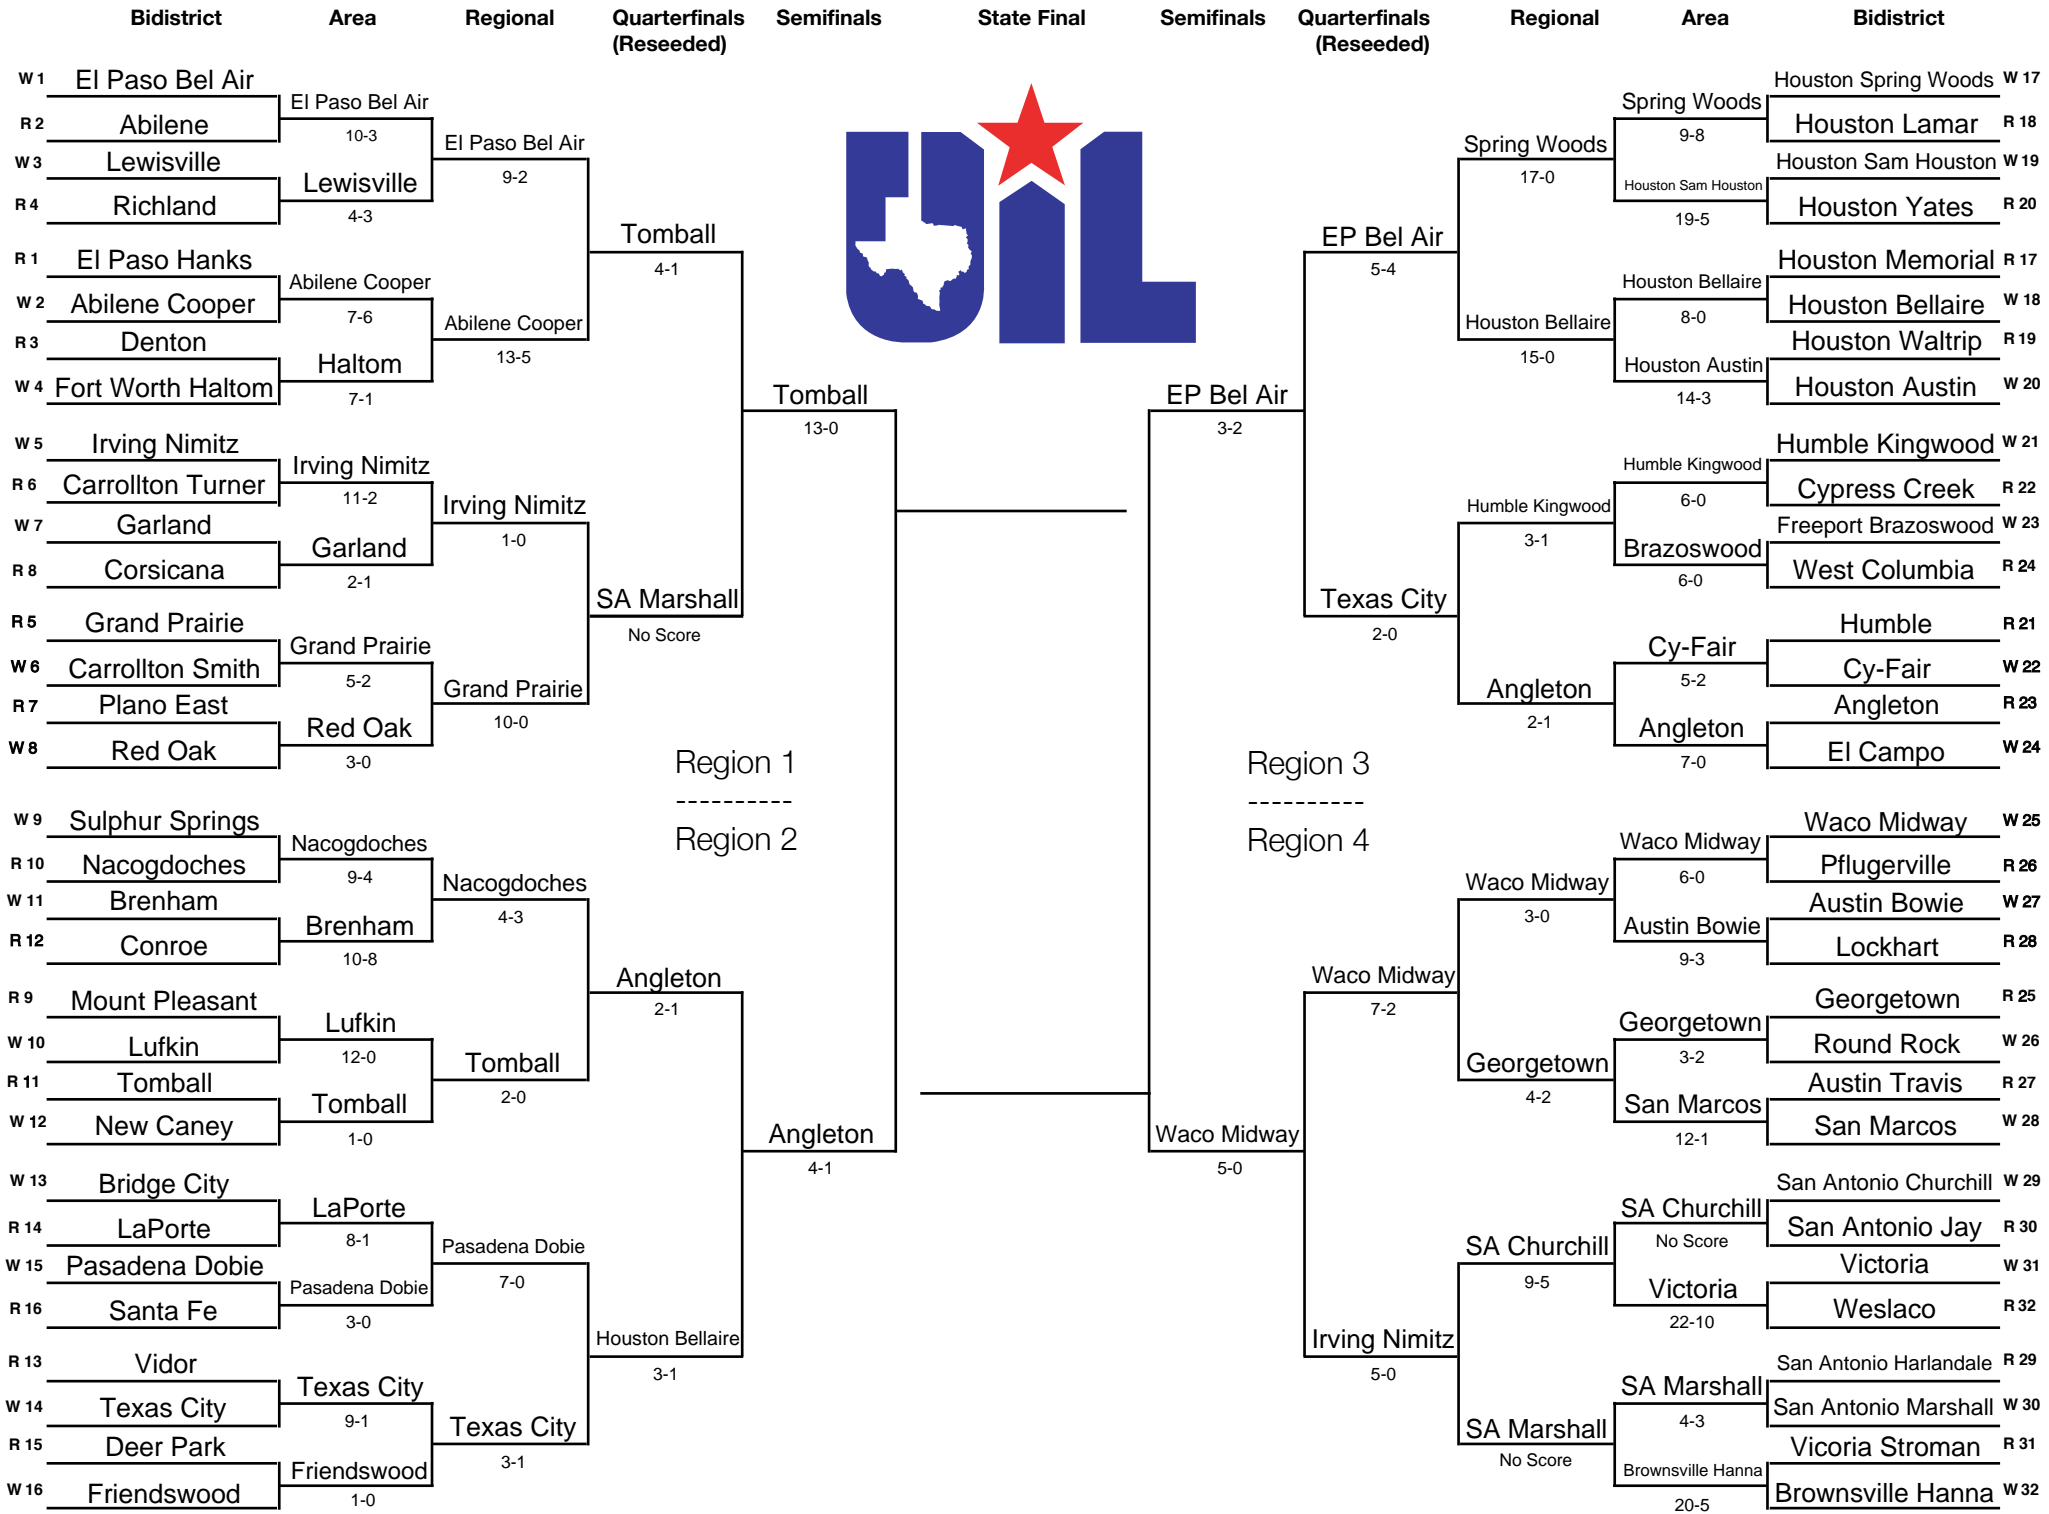 Bidistrict
Area
Regional
Quarterfinals
(Reseeded)
Semifinals
State Final
Semifinals
Quarterfinals
(Reseeded)
Regional
Area
Bidistrict
W 1 El Paso Bel Air
R 2 Abilene
W 3 Lewisville
R 4 Richland
R 1 El Paso Hanks
W 2 Abilene Cooper
R 3 Denton
W 4 Fort Worth Haltom
W 5 Irving Nimitz
R 6 Carrollton Turner
W 7 Garland
R 8 Corsicana
R 5 Grand Prairie
W 6 Carrollton Smith
R 7 Plano East
W 8 Red Oak
W 9 Sulphur Springs
R 10 Nacogdoches
W 11 Brenham
R 12 Conroe
R 9 Mount Pleasant
W 10 Lufkin
R 11 Tomball
W 12 New Caney
W 13 Bridge City
R 14 LaPorte
W 15 Pasadena Dobie
R 16 Santa Fe
R 13 Vidor
W 14 Texas City
R 15 Deer Park
W 16 Friendswood
El Paso Bel Air
10-3
Lewisville
4-3
Abilene Cooper
7-6
Haltom
7-1
Irving Nimitz
11-2
Garland
2-1
Grand Prairie
5-2
Red Oak
3-0
Nacogdoches
9-4
Brenham
10-8
Lufkin
12-0
Tomball
1-0
LaPorte
8-1
Pasadena Dobie
3-0
Texas City
9-1
Friendswood
1-0
El Paso Bel Air
9-2
Abilene Cooper
13-5
Irving Nimitz
1-0
Grand Prairie
10-0
Nacogdoches
4-3
Tomball
2-0
Pasadena Dobie
7-0
Texas City
3-1
Tomball
4-1
SA Marshall
No Score
Region 1
----------
Region 2
Angleton
2-1
Houston Bellaire
3-1
Tomball
13-0
Angleton
4-1
UIL
EP Bel Air
3-2
Waco Midway
5-0
EP Bel Air
5-4
Texas City
2-0
Region 3
----------
Region 4
Waco Midway
7-2
Irving Nimitz
5-0
Spring Woods
17-0
Houston Bellaire
15-0
Humble Kingwood
3-1
Angleton
2-1
Waco Midway
3-0
Georgetown
4-2
SA Churchill
9-5
SA Marshall
No Score
Spring Woods
9-8
Houston Sam Houston
19-5
Houston Bellaire
8-0
Houston Austin
14-3
Humble Kingwood
6-0
Brazoswood
6-0
Cy-Fair
5-2
Angleton
7-0
Waco Midway
6-0
Austin Bowie
9-3
Georgetown
3-2
San Marcos
12-1
SA Churchill
No Score
Victoria
22-10
SA Marshall
4-3
Brownsville Hanna
20-5
Houston Spring Woods W 17
Houston Lamar R 18
Houston Sam Houston W 19
Houston Yates R 20
Houston Memorial R 17
Houston Bellaire W 18
Houston Waltrip R 19
Houston Austin W 20
Humble Kingwood W 21
Cypress Creek R 22
Freeport Brazoswood W 23
West Columbia R 24
Humble R 21
Cy-Fair W 22
Angleton R 23
El Campo W 24
Waco Midway W 25
Pflugerville R 26
Austin Bowie W 27
Lockhart R 28
Georgetown R 25
Round Rock W 26
Austin Travis R 27
San Marcos W 28
San Antonio Churchill W 29
San Antonio Jay R 30
Victoria W 31
Weslaco R 32
San Antonio Harlandale R 29
San Antonio Marshall W 30
Vicoria Stroman R 31
Brownsville Hanna W 32